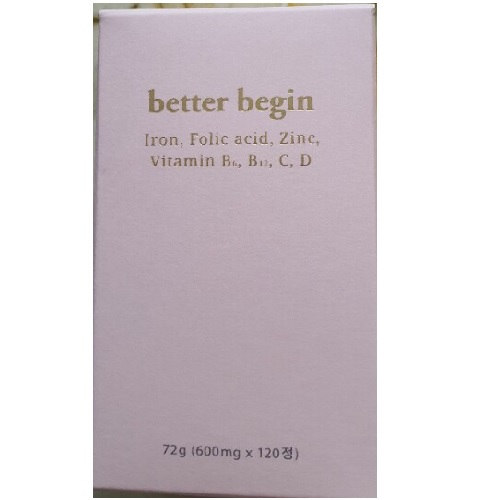 better begin
Iron, Folic acid, Zinc,
Vitamin B₆, B₁₂, C, D
72g (600mg x 120정)